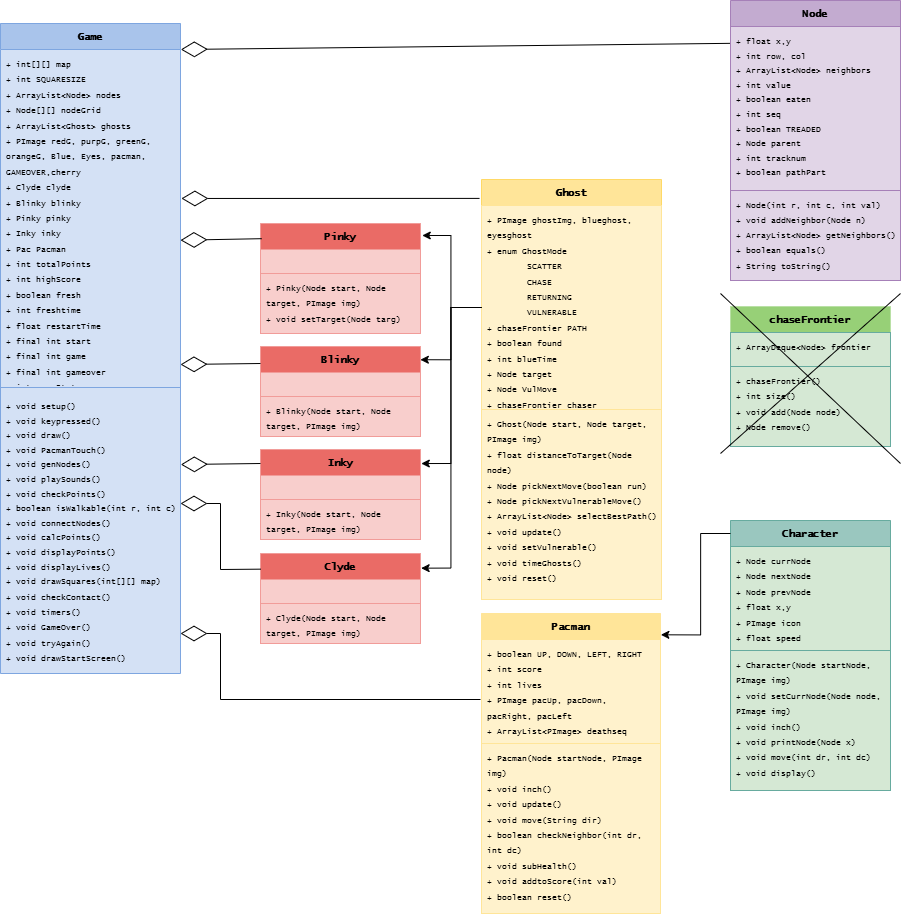 Game
+ int[][] map
+ int SQUARESIZE
+ ArrayList<Node> nodes
+ Node[][] nodeGrid
+ ArrayList<Ghost> ghosts
+ PImage redG, purpG, greenG,
orangeG, Blue, Eyes, pacman,
GAMEOVER,cherry
+ Clyde clyde
+ Blinky blinky
+ Pinky pinky
+ Inky inky
+ Pac Pacman
+ int totalPoints
+ int highScore
+ boolean fresh
+ int freshtime
+ float restartTime
+ final int start
+ final int game
+ final int gameover
+ void setup()
+ void keypressed()
+ void draw()
+ void PacmanTouch()
+ void genNodes()
+ void playSounds()
+ void checkPoints()
+ boolean isWalkable(int r, int c)
+ void connectNodes()
+ void calcPoints()
+ void displayPoints()
+ void displayLives()
+ void drawSquares(int[][] map)
+ void checkContact()
+ void timers()
+ void GameOver()
+ void tryAgain()
+ void drawStartScreen()
Pinky
+ Pinky(Node start, Node
target, PImage img)
+ void setTarget(Node targ)
Blinky
+ Blinky(Node start, Node
target, PImage img)
Inky
+ Inky(Node start, Node
target, PImage img)
Clyde
+ Clyde(Node start, Node
target, PImage img)
Ghost
+ PImage ghostImg, blueghost,
eyesghost
+ enum GhostMode
SCATTER
CHASE
RETURNING
VULNERABLE
+ chaseFrontier PATH
+ boolean found
+ int blueTime
+ Node target
+ Node VulMove
+ chaseFrontier chaser
+ Ghost(Node start, Node target,
PImage img)
+ float distanceToTarget(Node
node)
+ Node pickNextMove(boolean run)
+ Node pickNextVulnerableMove()
+ ArrayList<Node> selectBestPath()
+ void update()
+ void setVulnerable()
+ void timeGhosts()
+ void reset()
Pacman
+ boolean UP, DOWN, LEFT, RIGHT
+ int score
+ int lives
+ PImage pacUp, pacDown,
pacRight, pacLeft
+ ArrayList<PImage> deathseq
+ Pacman(Node startNode, PImage
img)
+ void inch()
+ void update()
+ void move(String dir)
+ boolean checkNeighbor(int dr,
int dc)
+ void subHealth()
+ void addtoScore(int val)
+ boolean reset()
Node
+ float x,y
+ int row, col
+ ArrayList<Node> neighbors
+ int value
+ boolean eaten
+ int seq
+ boolean TREADED
+ Node parent
+ int tracknum
+ boolean pathPart
+ Node(int r, int c, int val)
+ void addNeighbor(Node n)
+ ArrayList<Node> getNeighbors()
+ boolean equals()
+ String toString()
chaseFrontier
+ ArrayDeque<Node> frontier
+ chaseFrontier()
+ int size()
+ void add(Node node)
+ Node remove()
Character
+ Node currNode
+ Node nextNode
+ Node prevNode
+ float x,y
+ PImage icon
+ float speed
+ Character(Node startNode,
PImage img)
+ void setCurrNode(Node node,
PImage img)
+ void inch()
+ void printNode(Node x)
+ void move(int dr, int dc)
+ void display()